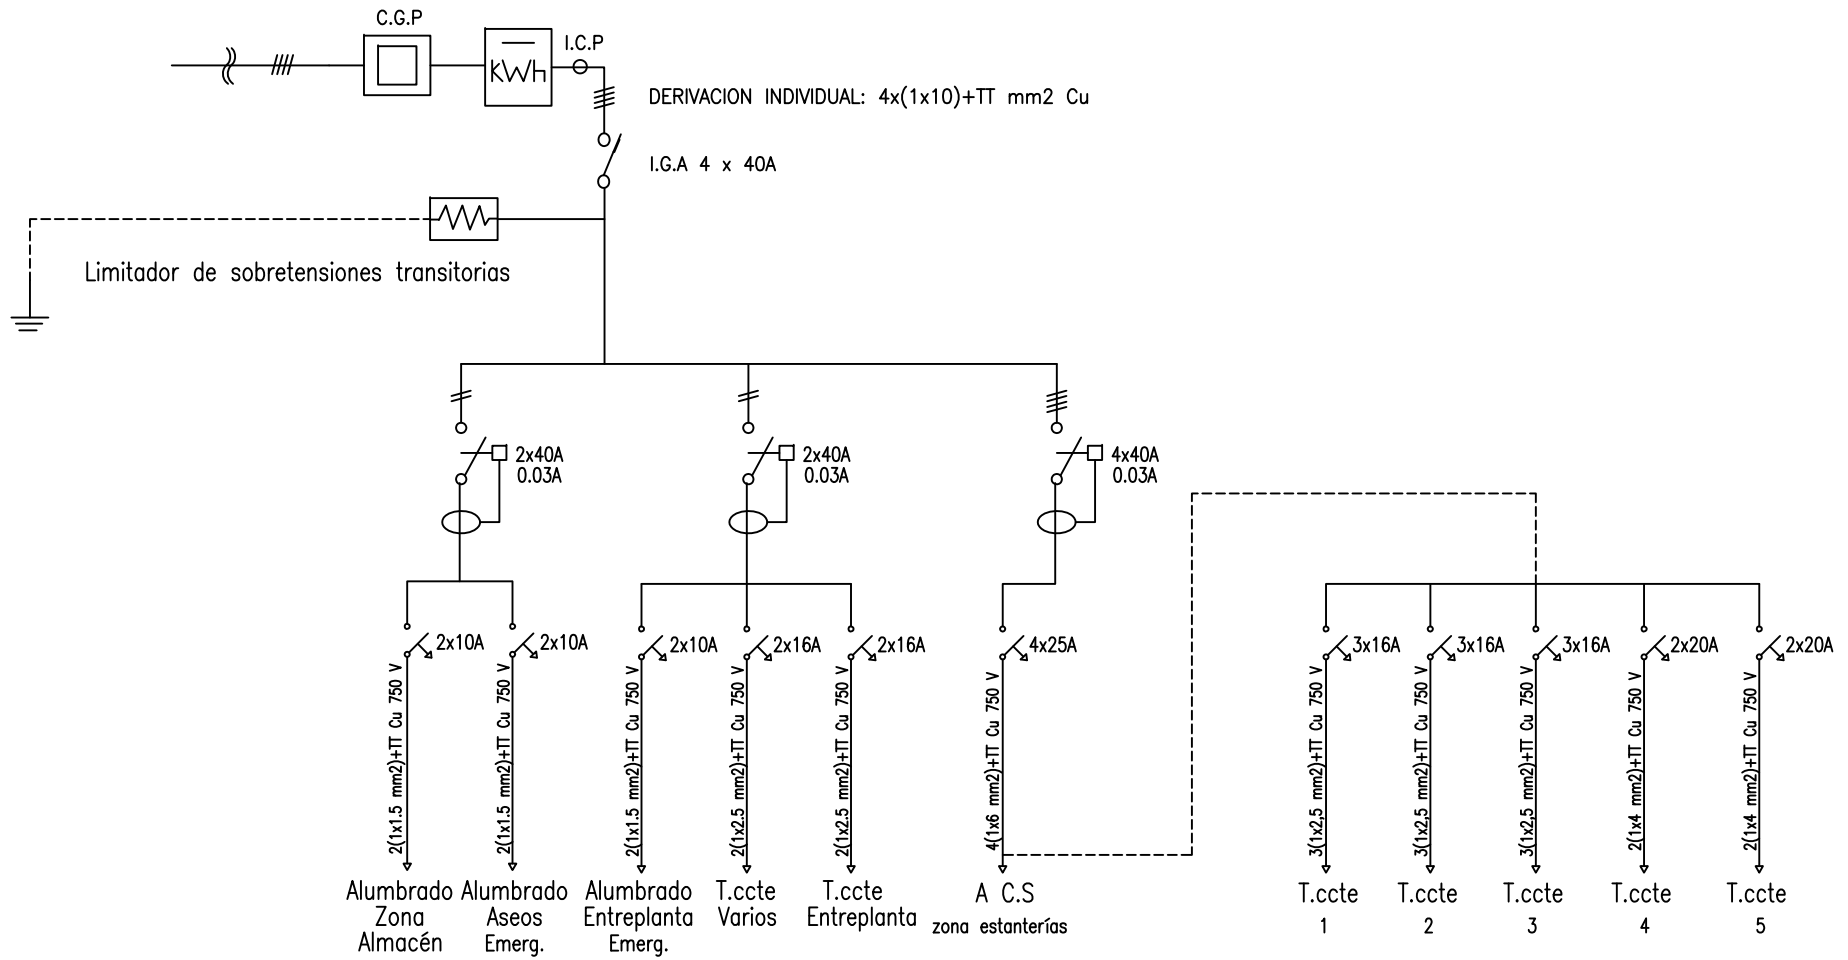 C.G.P
I.C.P
kWh
DERIVACION INDIVIDUAL: 4x(1x10)+TT mm2 Cu
I.G.A 4 x 40A
Limitador de sobretensiones transitorias
2x40A
0.03A
2x40A
0.03A
4x40A
0.03A
2x10A
2x10A
2x10A
2x16A
2x16A
4x25A
3x16A
3x16A
3x16A
2x20A
2x20A
2(1x1.5 mm2)+TT Cu 750 V
2(1x1.5 mm2)+TT Cu 750 V
2(1x1.5 mm2)+TT Cu 750 V
2(1x2.5 mm2)+TT Cu 750 V
2(1x2.5 mm2)+TT Cu 750 V
4(1x6 mm2)+TT Cu 750 V
3(1x2,5 mm2)+TT Cu 750 V
3(1x2,5 mm2)+TT Cu 750 V
3(1x2,5 mm2)+TT Cu 750 V
2(1x4 mm2)+TT Cu 750 V
2(1x4 mm2)+TT Cu 750 V
Alumbrado
Zona
Almacén
Alumbrado
Aseos
Emerg.
Alumbrado
Entreplanta
Emerg.
T.ccte
Varios
T.ccte
Entreplanta
A C.S
zona estanterías
T.ccte
1
T.ccte
2
T.ccte
3
T.ccte
4
T.ccte
5